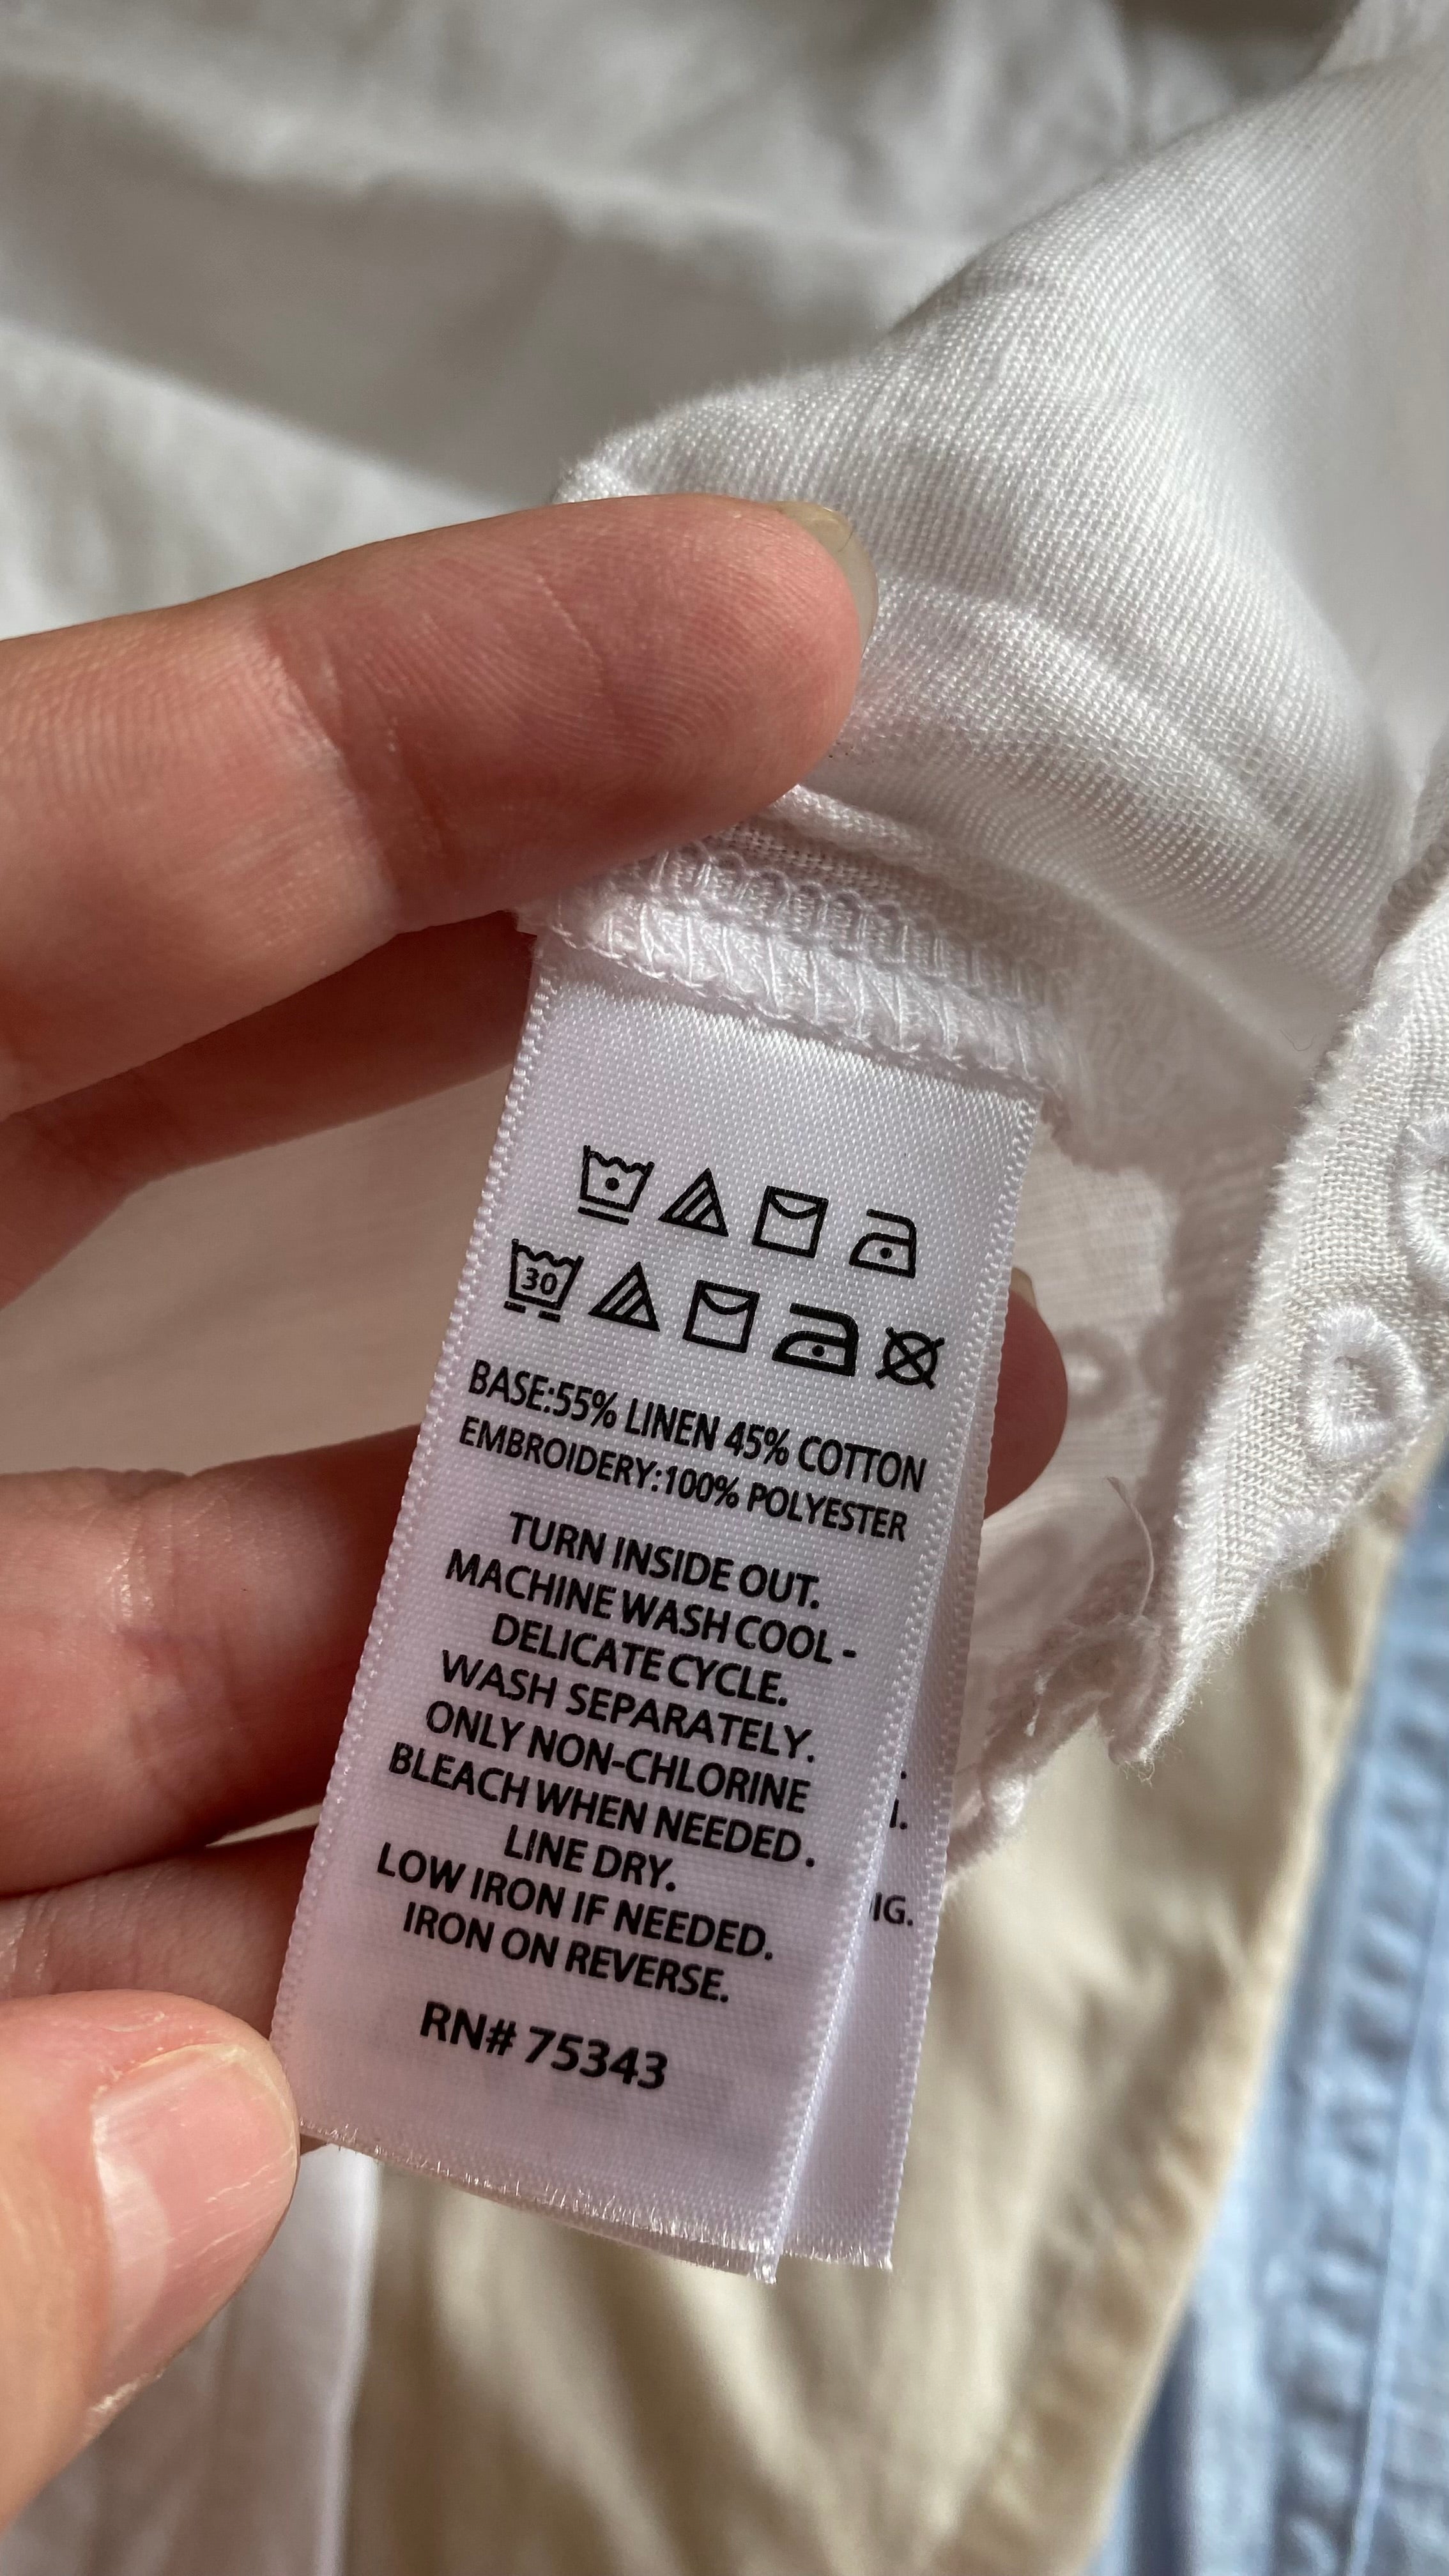 30
BASE:55% LINEN 45% COTTON
EMBROIDERY:100% POLYESTER
TURN INSIDE OUT.
MACHINE WASH COOL -
DELICATE CYCLE.
WASH SEPARATELY.
ONLY NON-CHLORINE
BLEACH WHEN NEEDED.
LINE DRY.
LOW IRON IF NEEDED.
IRON ON REVERSE.
RN# 75343